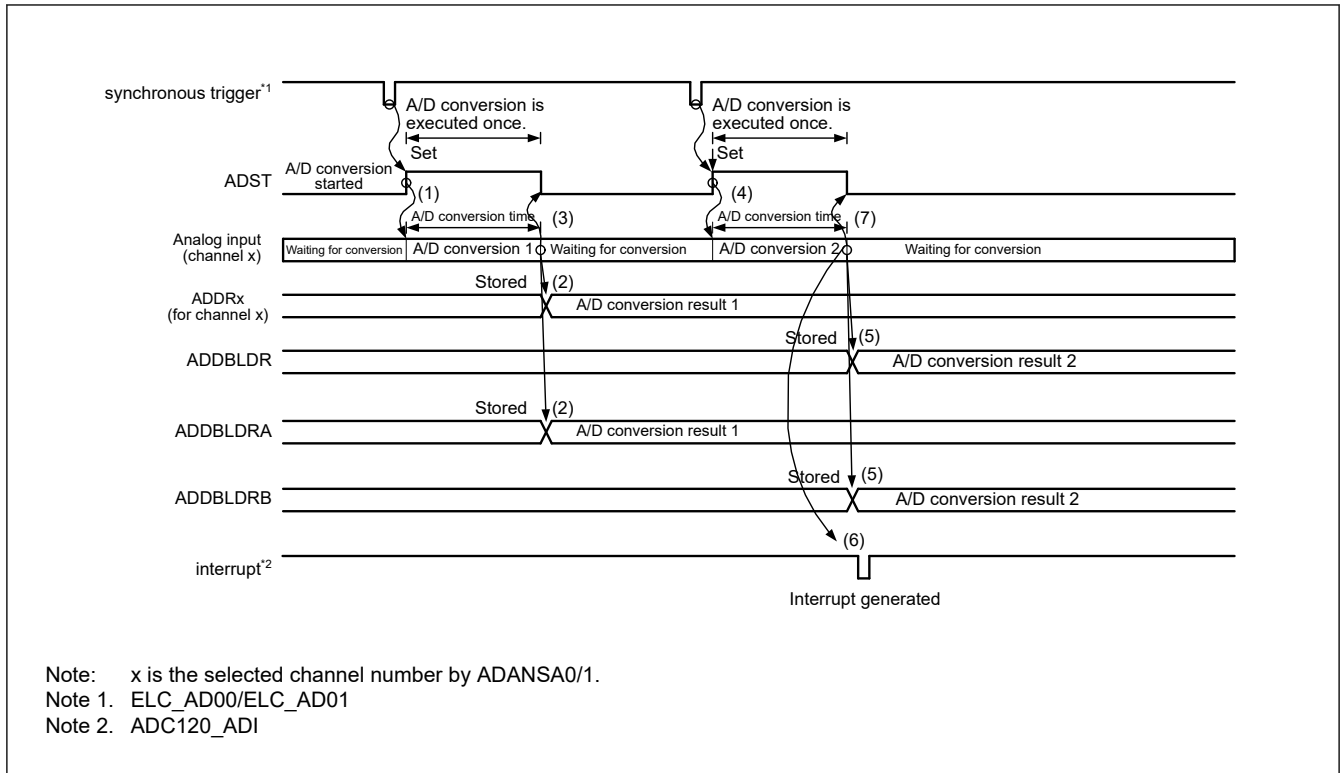 synchronous trigger*1
A/D conversion is
executed once.
A/D conversion is
executed once.
Set
Set
ADST
A/D conversion
started
(1)
(4)
A/D conversion time
(3)
A/D conversion time
(7)
Analog input
(channel x)
Waiting for conversion
A/D conversion 1
Waiting for conversion
A/D conversion 2
Waiting for conversion
Stored
(2)
ADDRx
(for channel x)
A/D conversion result 1
Stored
(5)
ADDBLDR
A/D conversion result 2
Stored
(2)
ADDBLDRA
A/D conversion result 1
Stored
(5)
ADDBLDRB
A/D conversion result 2
(6)
interrupt*2
Interrupt generated
Note: x is the selected channel number by ADANSA0/1.
Note 1. ELC_AD00/ELC_AD01
Note 2. ADC120_ADI